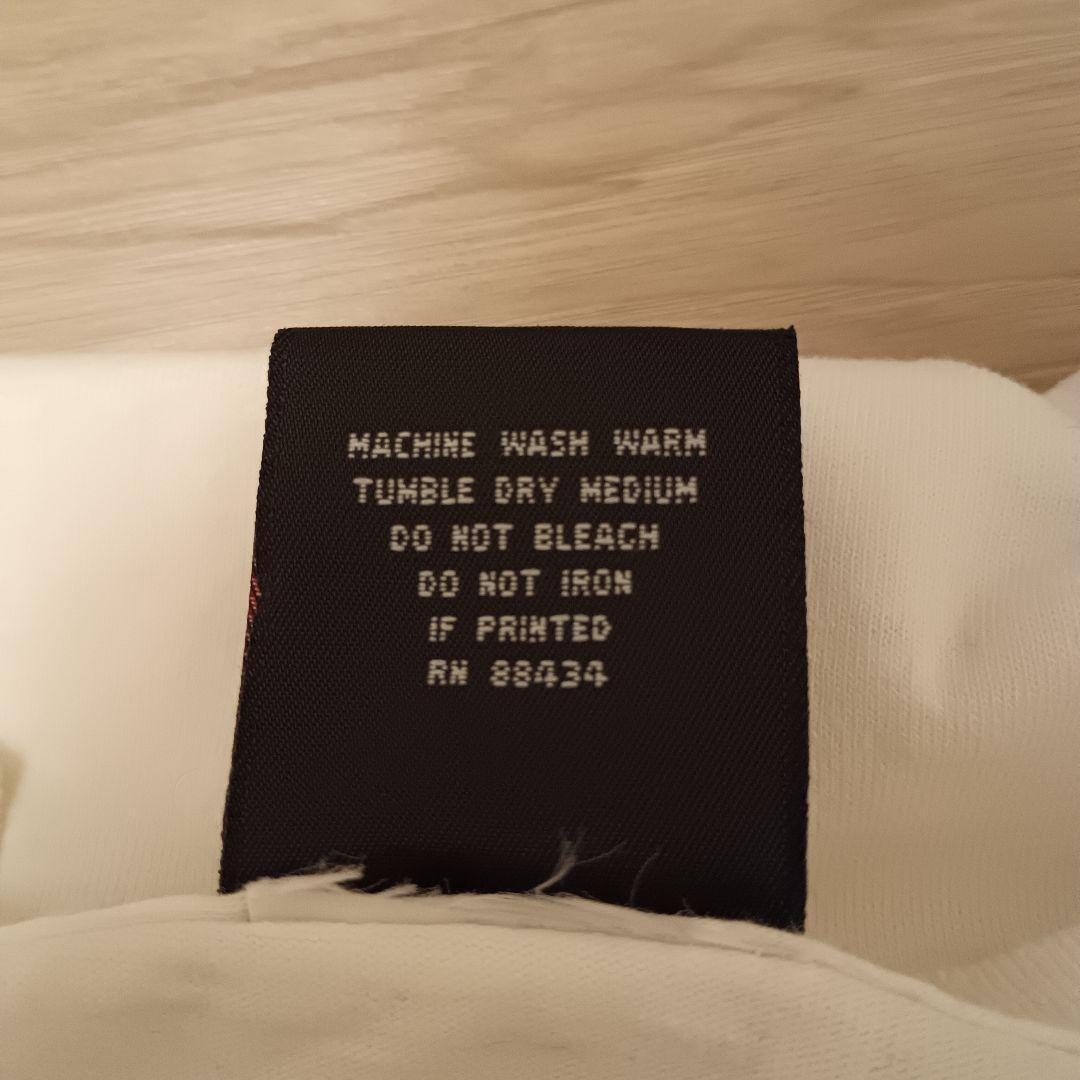 MACHINE WASH WARM
TUMBLE DRY MEDIUM
DO NOT BLEACH
DO NOT IRON
IF PRINTED
RN 88434